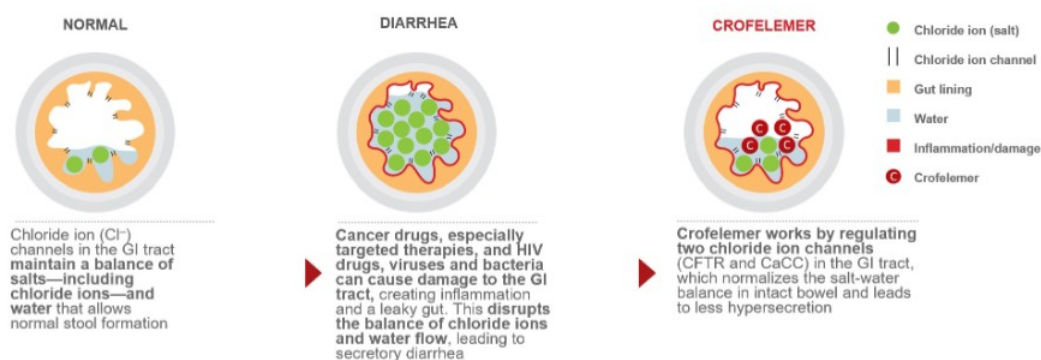 NORMAL
Chloride ion (Cl–)
channels in the GI tract
maintain a balance of
salts—including
chloride ions—and
water that allows
normal stool formation
DIARRHEA
Cancer drugs, especially
targeted therapies, and HIV
drugs, viruses and bacteria
can cause damage to the GI
tract, creating inflammation
and a leaky gut. This disrupts
the balance of chloride ions
and water flow, leading to
secretory diarrhea
CROFELEMER
C
C
C
C
Crofelemer works by regulating
two chloride ion channels
(CFTR and CaCC) in the GI tract,
which normalizes the salt-water
balance in intact bowel and leads
to less hypersecretion
Chloride ion (salt)
Chloride ion channel
Gut lining
Water
Inflammation/damage
C Crofelemer